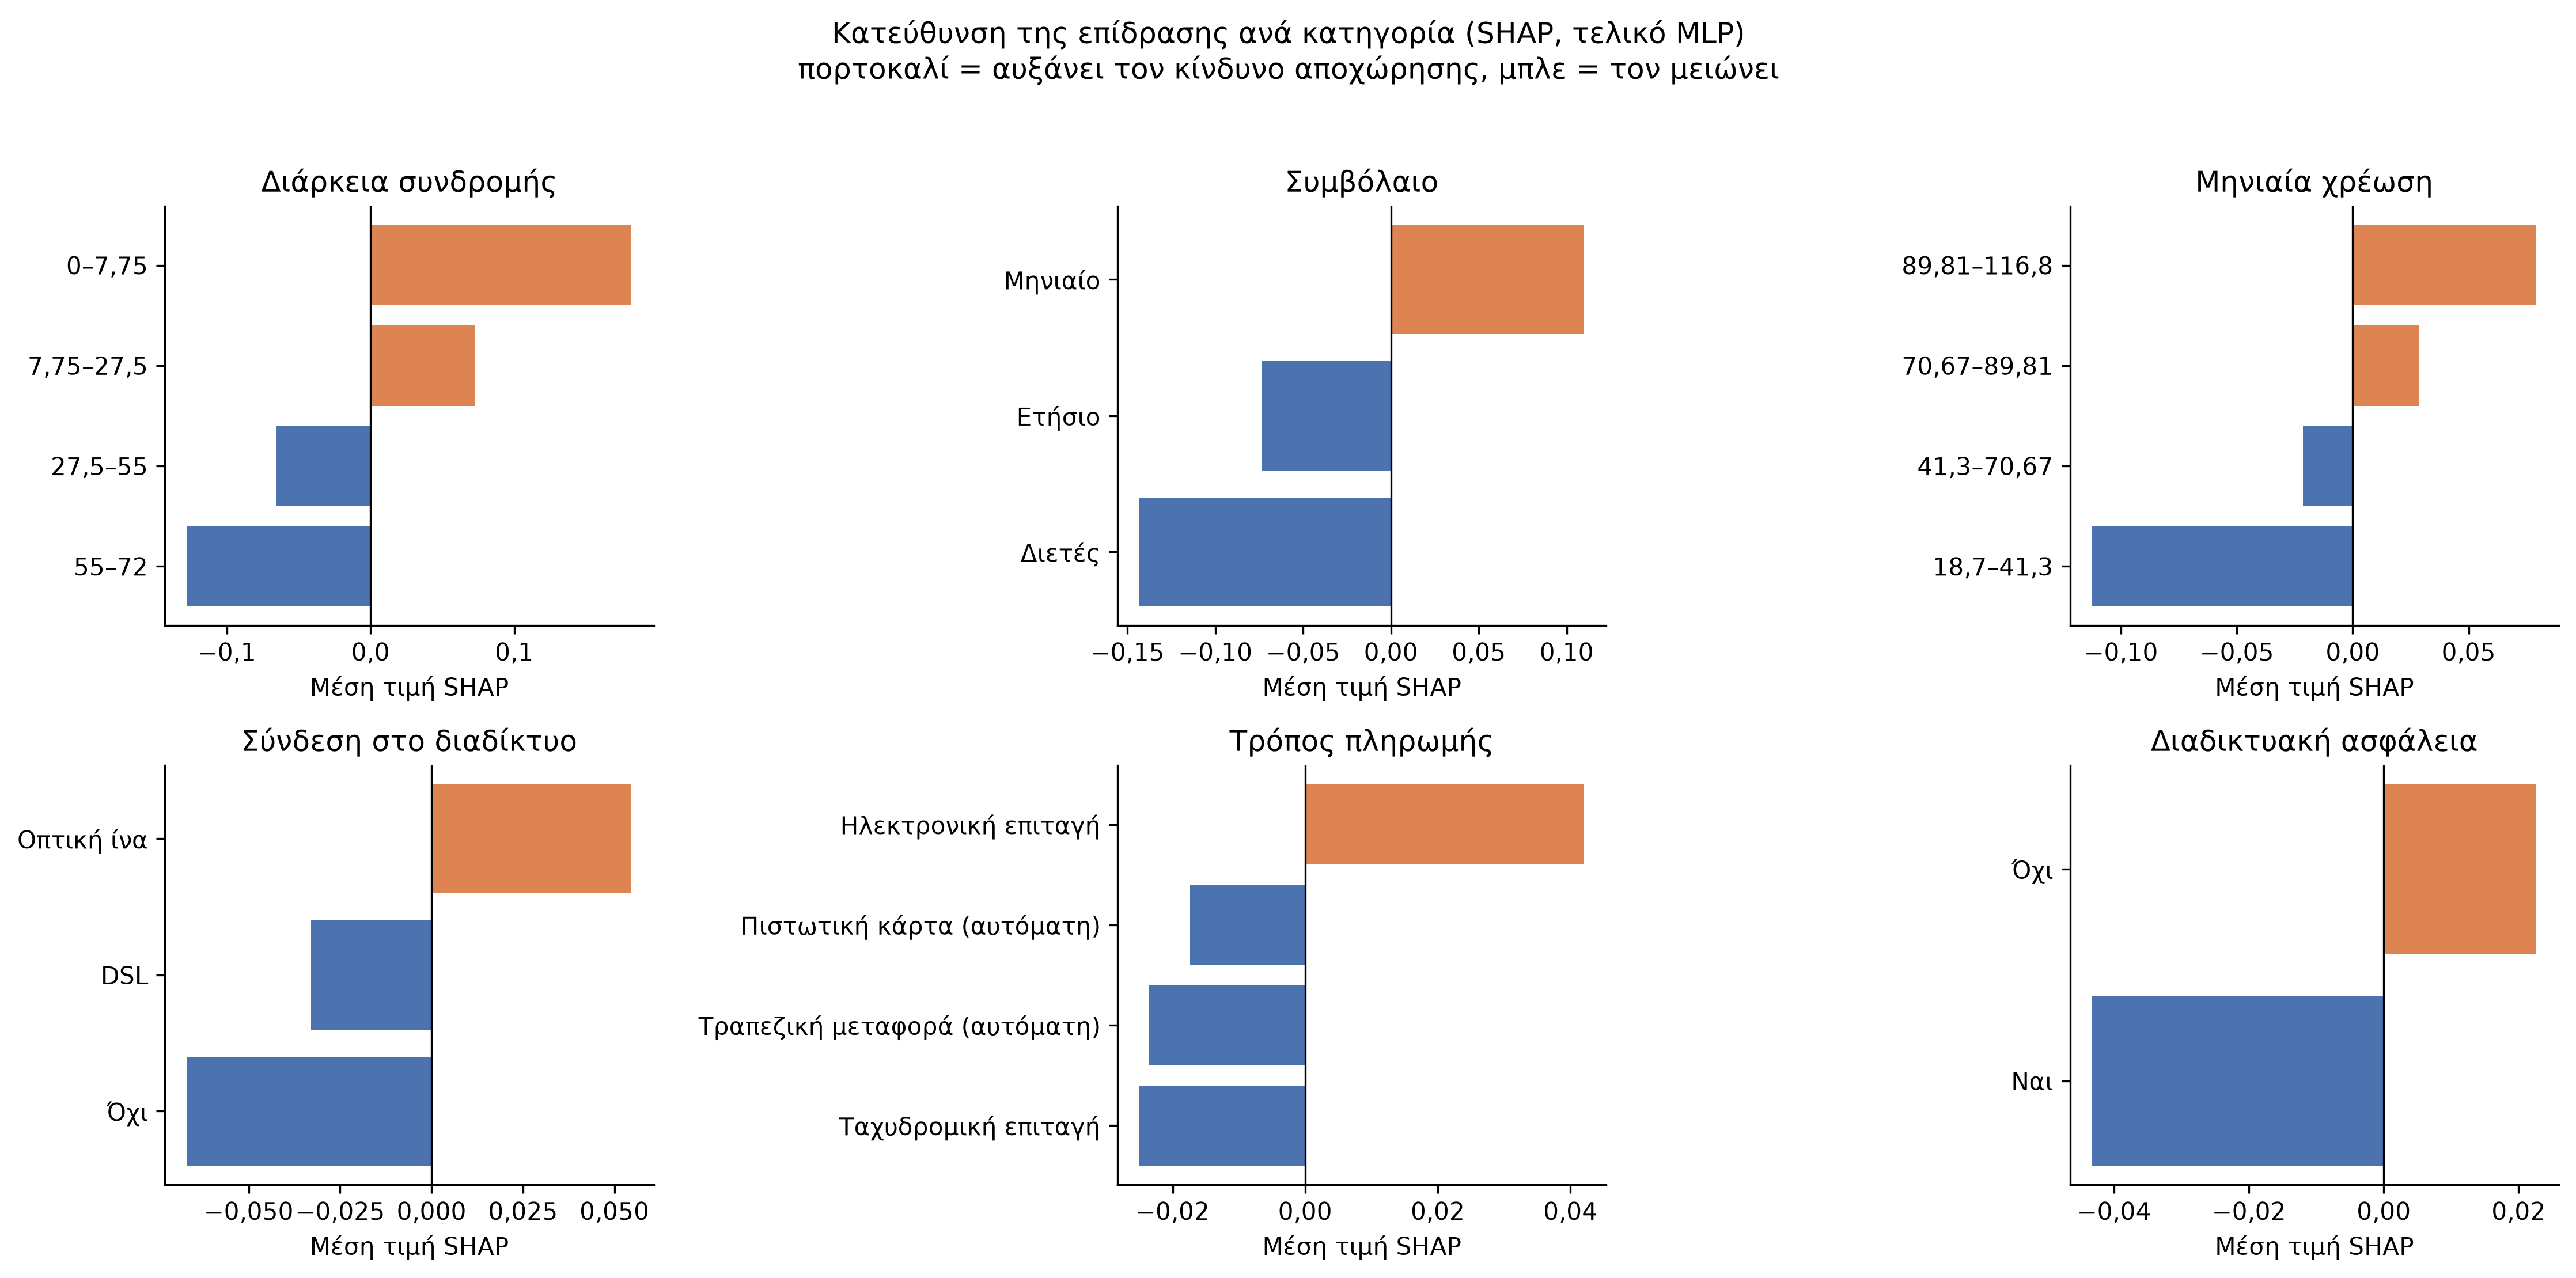 Κατεύθυνση της επίδρασης ανά κατηγορία (SHAP, τελικό MLP)
πορτοκαλί = αυξάνει τον κίνδυνο αποχώρησης, μπλε = τον μειώνει
Διάρκεια συνδρομής
0–7,75
7,75–27,5
27,5–55
55–72
−0,1 0,0 0,1
Μέση τιμή SHAP
Συμβόλαιο
Μηνιαίο
Ετήσιο
Διετές
−0,15 −0,10 −0,05 0,00 0,05 0,10
Μέση τιμή SHAP
Μηνιαία χρέωση
89,81–116,8
70,67–89,81
41,3–70,67
18,7–41,3
−0,10 −0,05 0,00 0,05
Μέση τιμή SHAP
Σύνδεση στο διαδίκτυο
Οπτική ίνα
DSL
Όχι
−0,050 −0,025 0,000 0,025 0,050
Μέση τιμή SHAP
Τρόπος πληρωμής
Ηλεκτρονική επιταγή
Πιστωτική κάρτα (αυτόματη)
Τραπεζική μεταφορά (αυτόματη)
Ταχυδρομική επιταγή
−0,02 0,00 0,02 0,04
Μέση τιμή SHAP
Διαδικτυακή ασφάλεια
Όχι
Ναι
−0,04 −0,02 0,00 0,02
Μέση τιμή SHAP